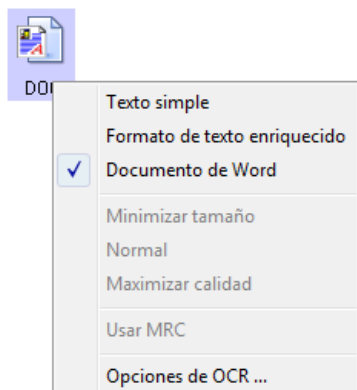 Texto simple
Formato de texto enriquecido
Documento de Word
Minimizar tamaño
Normal
Maximizar calidad
Usar MRC
Opciones de OCR ...